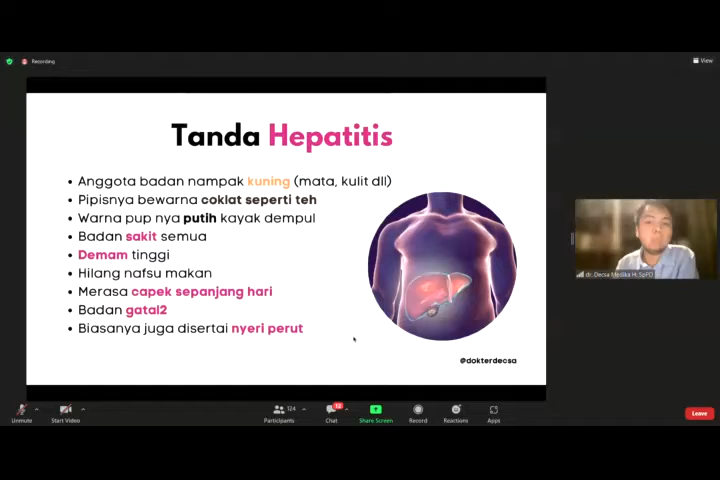 Recording
View
Tanda Hepatitis
Anggota badan nampak kuning (mata, kulit dll)
Pipisnya bewarna coklat seperti teh
Warna pup nya putih kayak dempul
Badan sakit semua
Demam tinggi
Hilang nafsu makan
Merasa capek sepanjang hari
Badan gatal2
Biasanya juga disertai nyeri perut
@dokterdecsa
dr. Decsa Medika H, SpPD
Unmute
Start Video
Participants
124
Chat
12
Share Screen
Record
Reactions
Apps
Leave